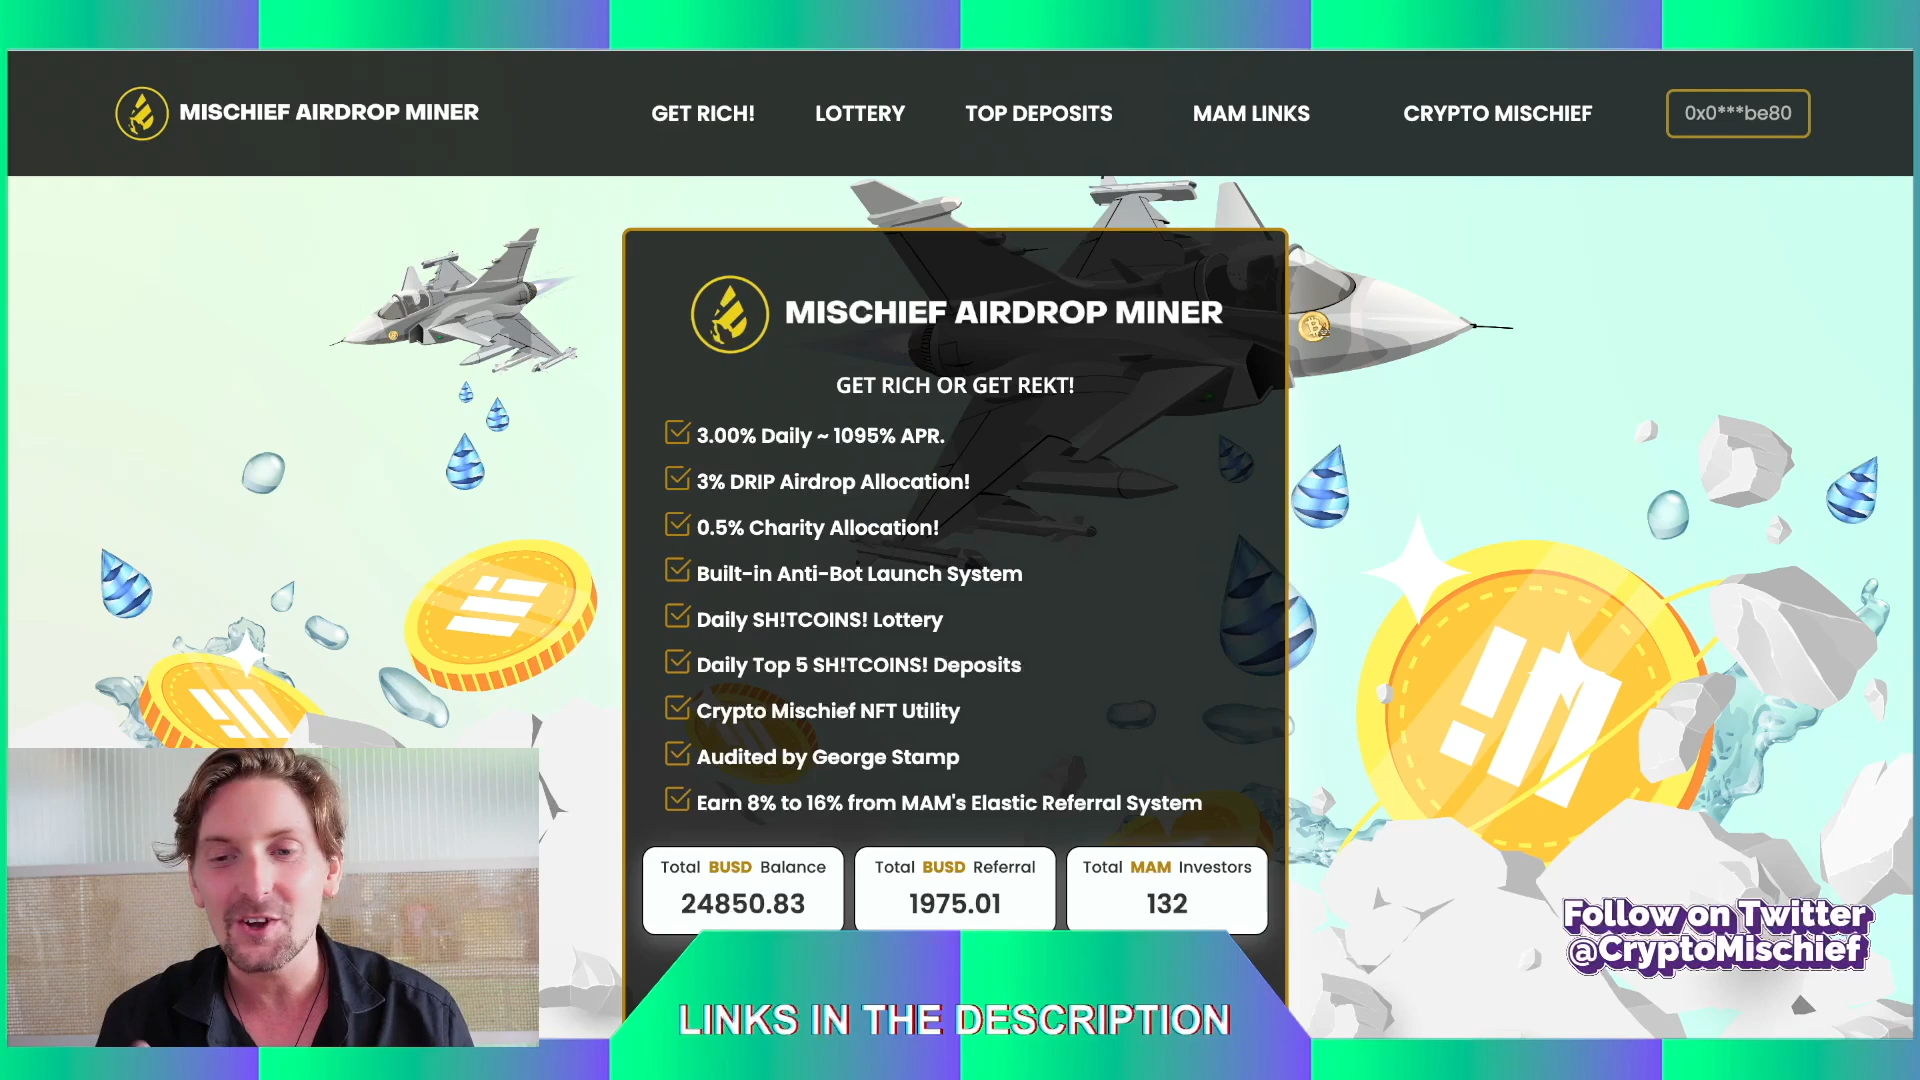 MISCHIEF AIRDROP MINER
GET RICH!
LOTTERY
TOP DEPOSITS
MAM LINKS
CRYPTO MISCHIEF
0x0***be80
MISCHIEF AIRDROP MINER
GET RICH OR GET REKT!
3.00% Daily ~ 1095% APR.
3% DRIP Airdrop Allocation!
0.5% Charity Allocation!
Built-in Anti-Bot Launch System
Daily SH!TCOINS! Lottery
Daily Top 5 SH!TCOINS! Deposits
Crypto Mischief NFT Utility
Audited by George Stamp
Earn 8% to 16% from MAM's Elastic Referral System
Total BUSD Balance
24850.83
Total BUSD Referral
1975.01
Total MAM Investors
132
Follow on Twitter
@CryptoMischief
LINKS IN THE DESCRIPTION